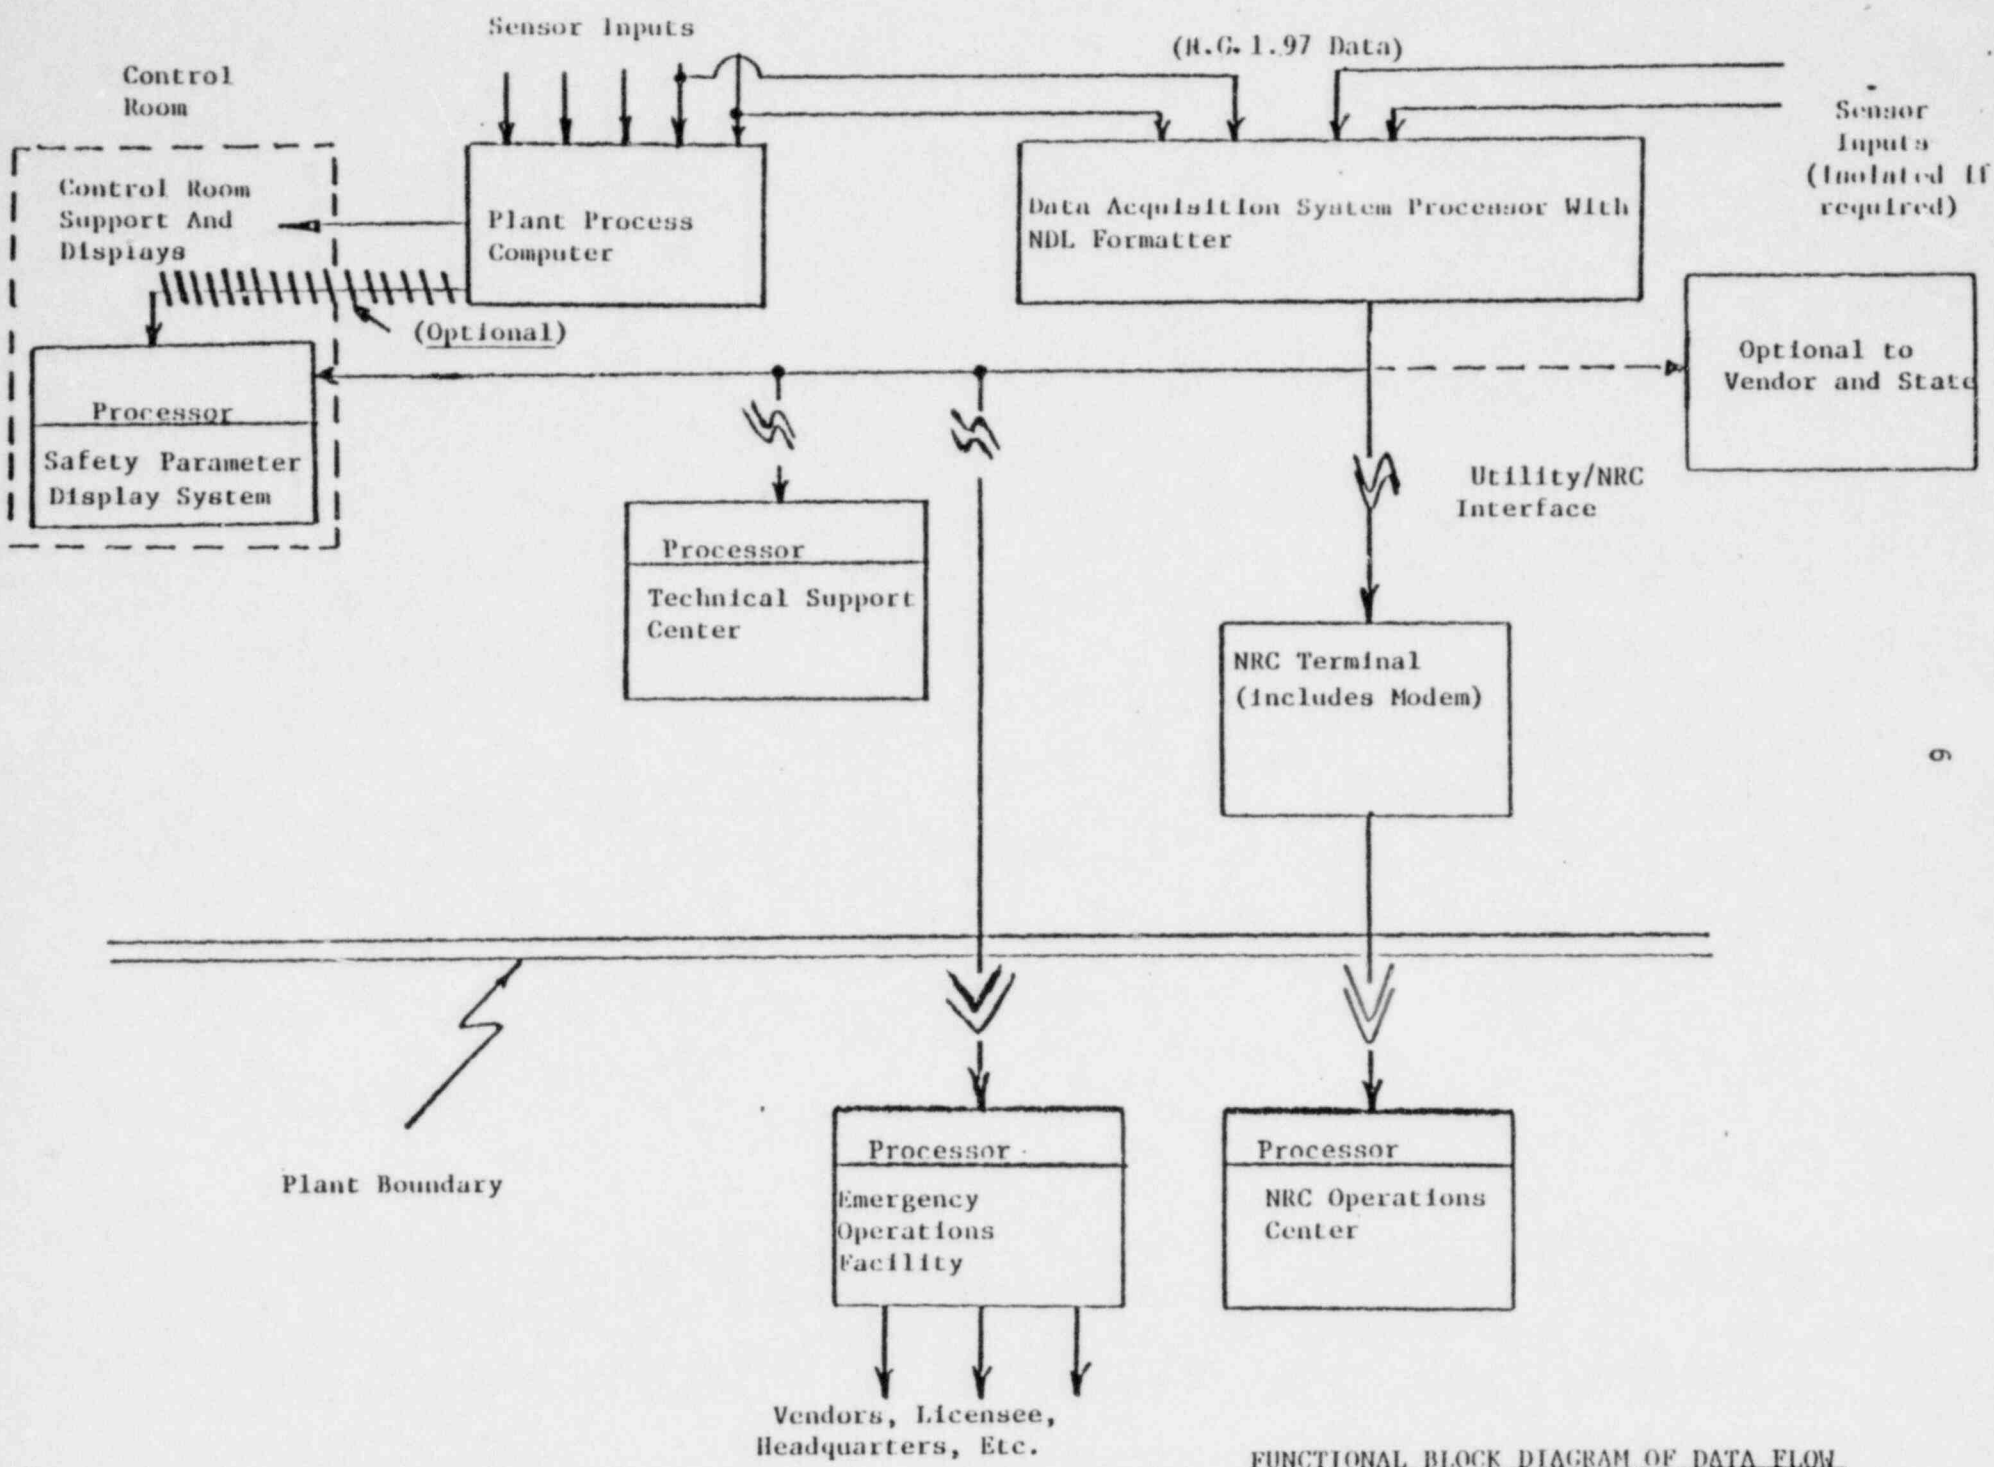 Sensor Inputs
(R.G. 1.97 Data)
Control
Room
Sensor
Inputs
(Isolated if
required)
Control Room
Support And
Displays
Plant Process
Computer
Data Acquisition System Processor With
NDL Formatter
(Optional)
Optional to
Vendor and State
Processor
Safety Parameter
Display System
Utility/NRC
Interface
Processor
Technical Support
Center
NRC Terminal
(includes Modem)
6
Plant Boundary
Processor
Emergency
Operations
Facility
Processor
NRC Operations
Center
Vendors, Licensee,
Headquarters, Etc.
FUNCTIONAL BLOCK DIAGRAM OF DATA FLOW